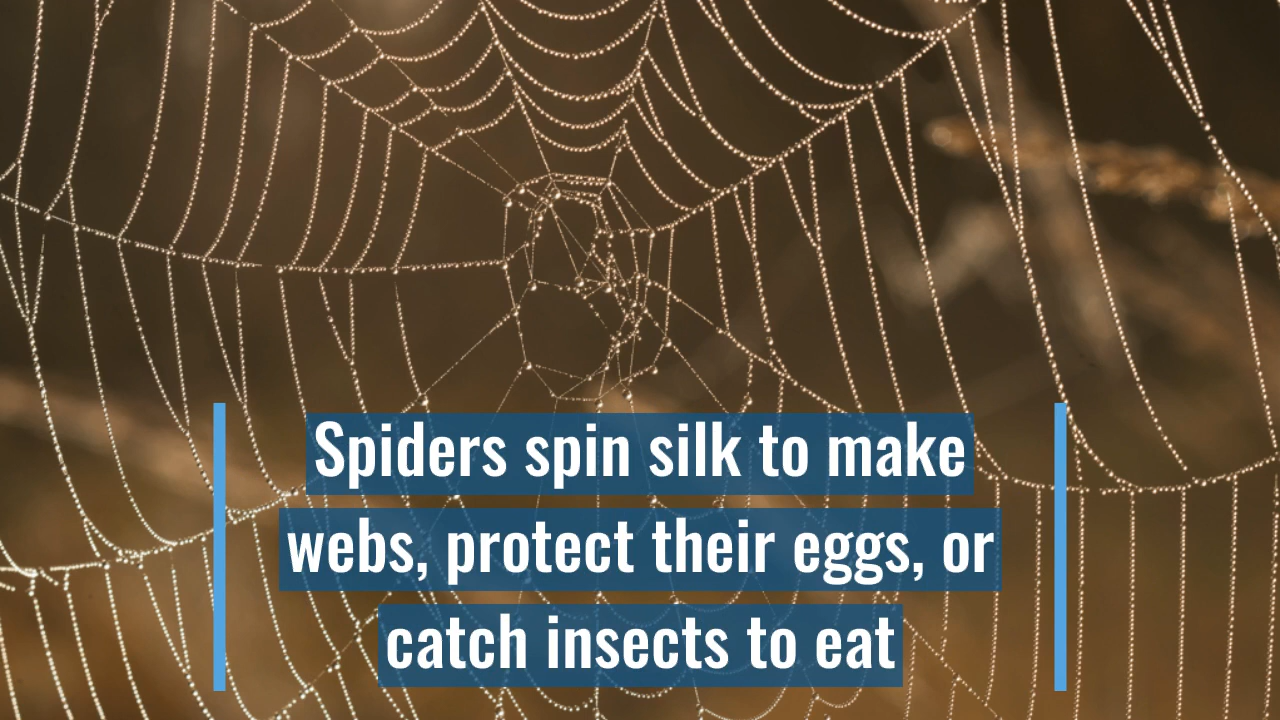 Spiders spin silk to make
webs, protect their eggs, or
catch insects to eat